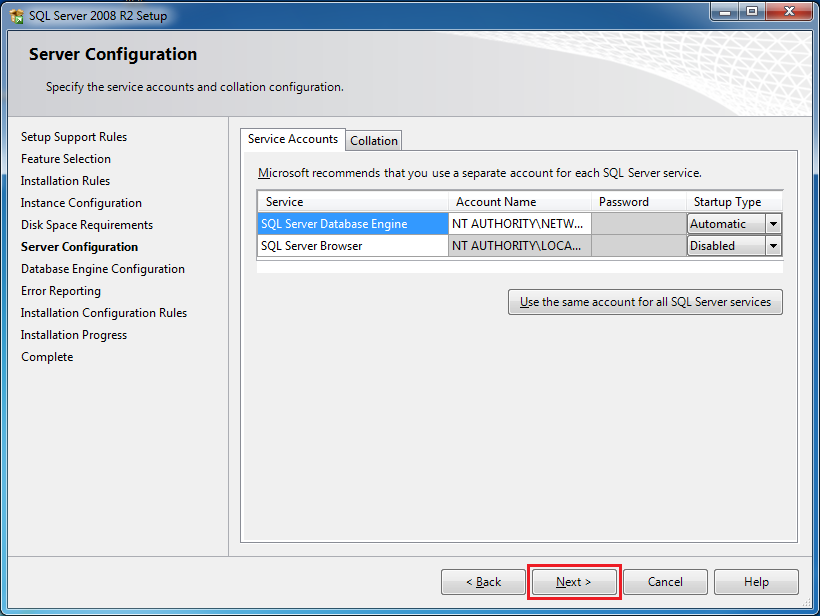 SQL Server 2008 R2 Setup
Server Configuration
Specify the service accounts and collation configuration.
Setup Support Rules
Feature Selection
Installation Rules
Instance Configuration
Disk Space Requirements
Server Configuration
Database Engine Configuration
Error Reporting
Installation Configuration Rules
Installation Progress
Complete
Service Accounts Collation
Microsoft recommends that you use a separate account for each SQL Server service.
Service Account Name Password Startup Type
SQL Server Database Engine NT AUTHORITY\NETW... Automatic
SQL Server Browser NT AUTHORITY\LOCA... Disabled
Use the same account for all SQL Server services
< Back Next > Cancel Help